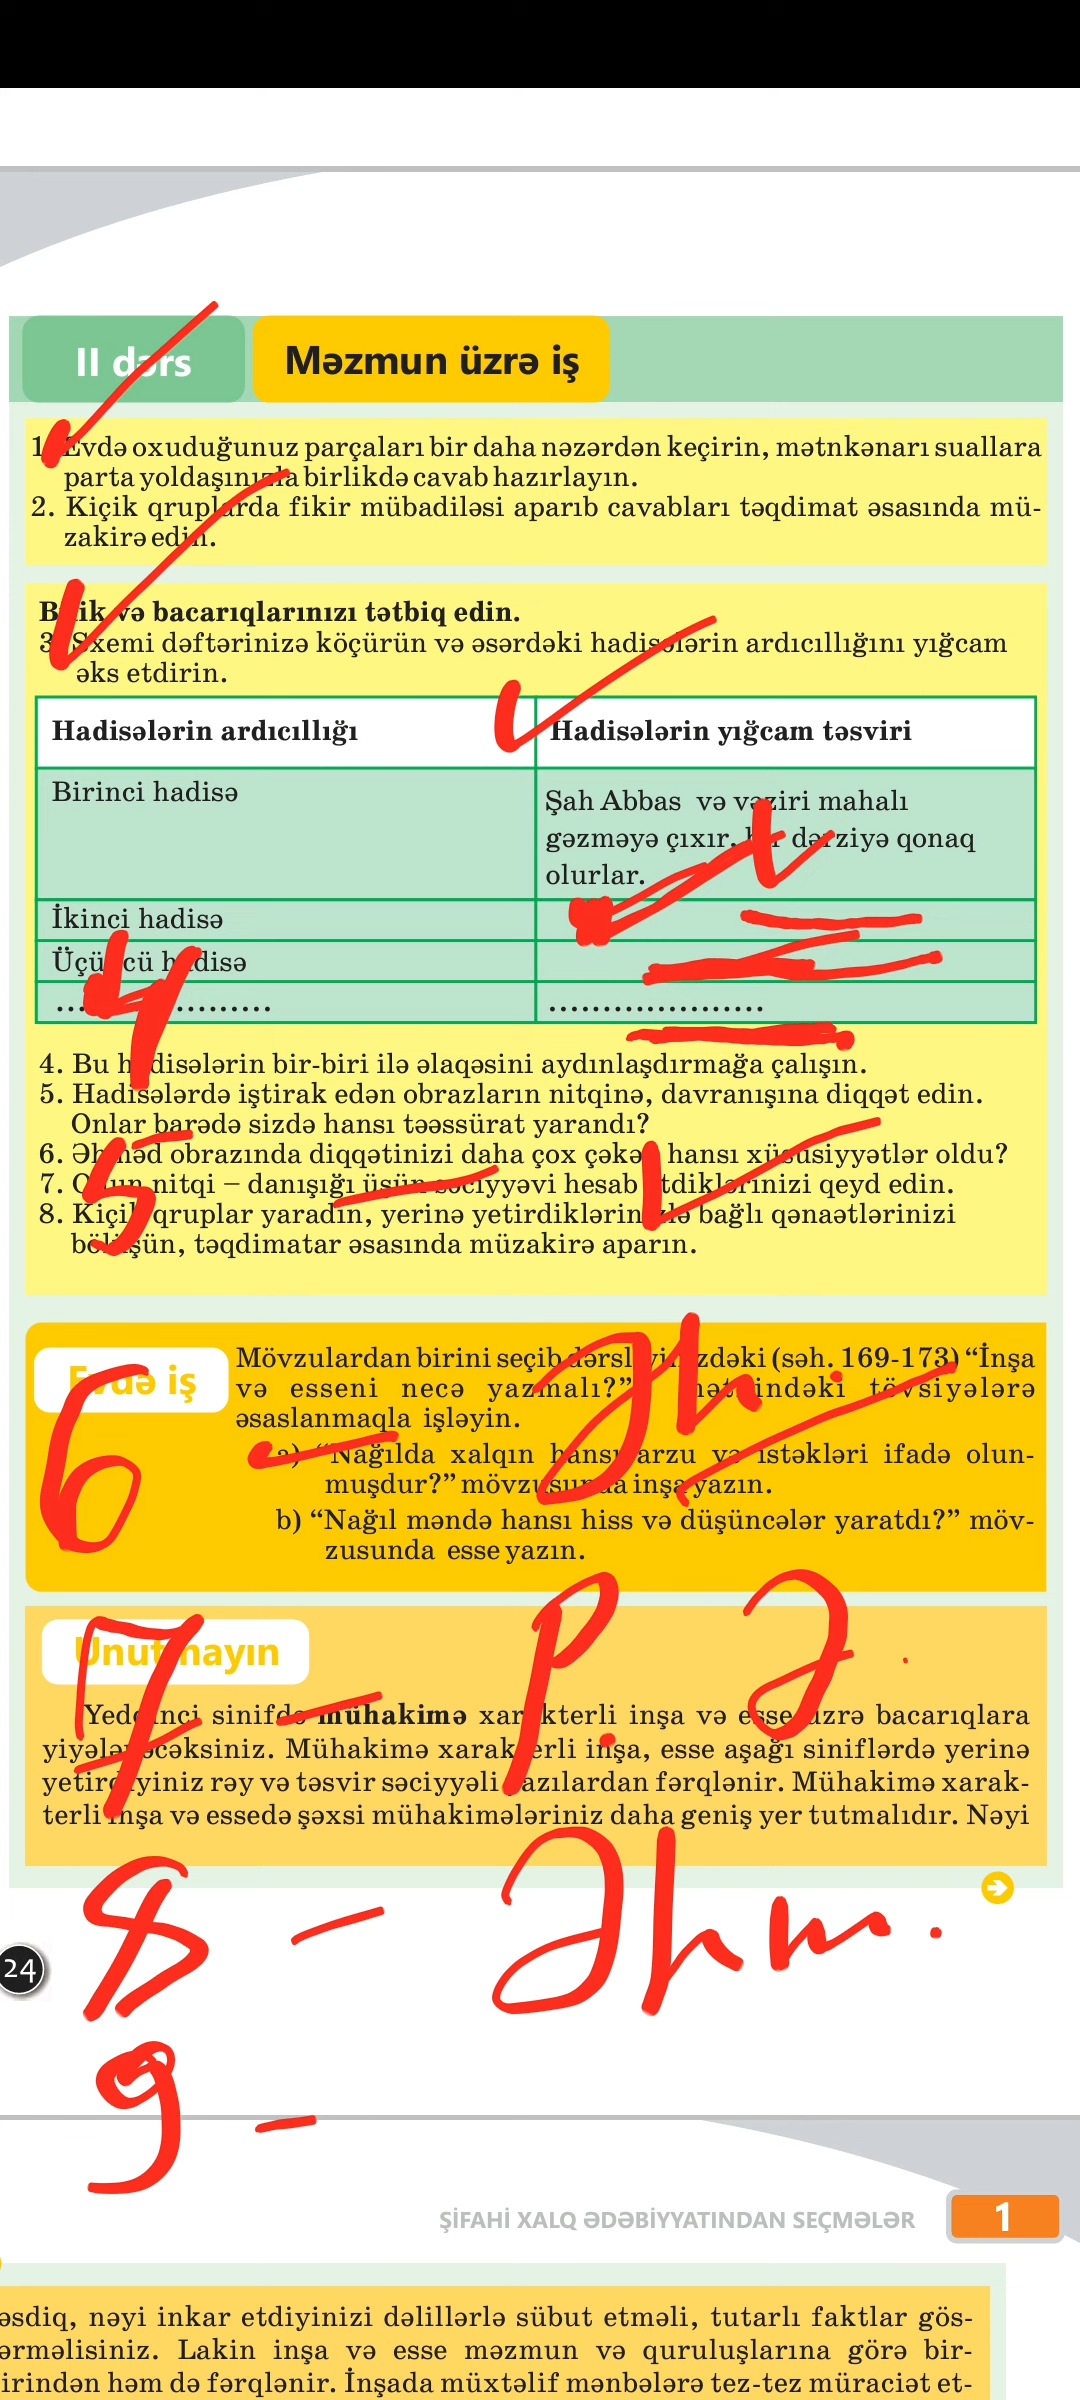 II dərs
Məzmun üzrə iş
1. Evdə oxuduğunuz parçaları bir daha nəzərdən keçirin, mətnkənarı suallara
parta yoldaşınızla birlikdə cavab hazırlayın.
2. Kiçik qruplarda fikir mübadiləsi aparıb cavabları təqdimat əsasında mü-
zakirə edin.
Bilik və bacarıqlarınızı tətbiq edin.
3. Sxemi dəftərinizə köçürün və əsərdəki hadisələrin ardıcıllığını yığcam
əks etdirin.
Hadisələrin ardıcıllığı
Hadisələrin yığcam təsviri
Birinci hadisə
Şah Abbas və vəziri mahalı
gəzməyə çıxır, bir dərziyə qonaq
olurlar.
İkinci hadisə
Üçüncü hadisə
....................
....................
4
4. Bu hadisələrin bir-biri ilə əlaqəsini aydınlaşdırmağa çalışın.
5. Hadisələrdə iştirak edən obrazların nitqinə, davranışına diqqət edin.
Onlar barədə sizdə hansı təəssürat yarandı?
6. Əhməd obrazında diqqətinizi daha çox çəkən hansı xüsusiyyətlər oldu?
7. Onun nitqi – danışığı üşün səciyyəvi hesab etdiklərinizi qeyd edin.
8. Kiçik qruplar yaradın, yerinə yetirdiklərinizlə bağlı qənaətlərinizi
bölüşün, təqdimatar əsasında müzakirə aparın.
5 –
Evdə iş
Mövzulardan birini seçib dərsliyinizdəki (səh. 169-173) “İnşa
və esseni necə yazmalı?” mətnindəki tövsiyələrə
əsaslanmaqla işləyin.
a) “Nağılda xalqın hansı arzu və istəkləri ifadə olun-
muşdur?” mövzusunda inşa yazın.
b) “Nağıl məndə hansı hiss və düşüncələr yaratdı?” möv-
zusunda esse yazın.
6 – Əh.
Unutmayın
Yeddinci sinifdə mühakimə xarakterli inşa və esse üzrə bacarıqlara
yiyələnəcəksiniz. Mühakimə xarakterli inşa, esse aşağı siniflərdə yerinə
yetirdiyiniz rəy və təsvir səciyyəli yazılardan fərqlənir. Mühakimə xarak-
terli inşa və essedə şəxsi mühakimələriniz daha geniş yer tutmalıdır. Nəyi
7 – P. Ə.
8 – Əhm.
24
9 –
ŞİFAHİ XALQ ƏDƏBİYYATINDAN SEÇMƏLƏR
1
əsdiq, nəyi inkar etdiyinizi dəlillərlə sübut etməli, tutarlı faktlar gös-
ərməlisiniz. Lakin inşa və esse məzmun və quruluşlarına görə bir-
irindən həm də fərqlənir. İnşada müxtəlif mənbələrə tez-tez müraciət et-